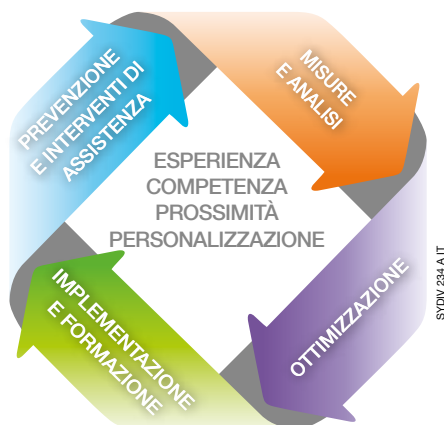 PREVENZIONE
E INTERVENTI DI
ASSISTENZA
MISURE
E ANALISI
ESPERIENZA
COMPETENZA
PROSSIMITÀ
PERSONALIZZAZIONE
OTTIMIZZAZIONE
IMPLEMENTAZIONE
E FORMAZIONE
SYDIV 234 A IT